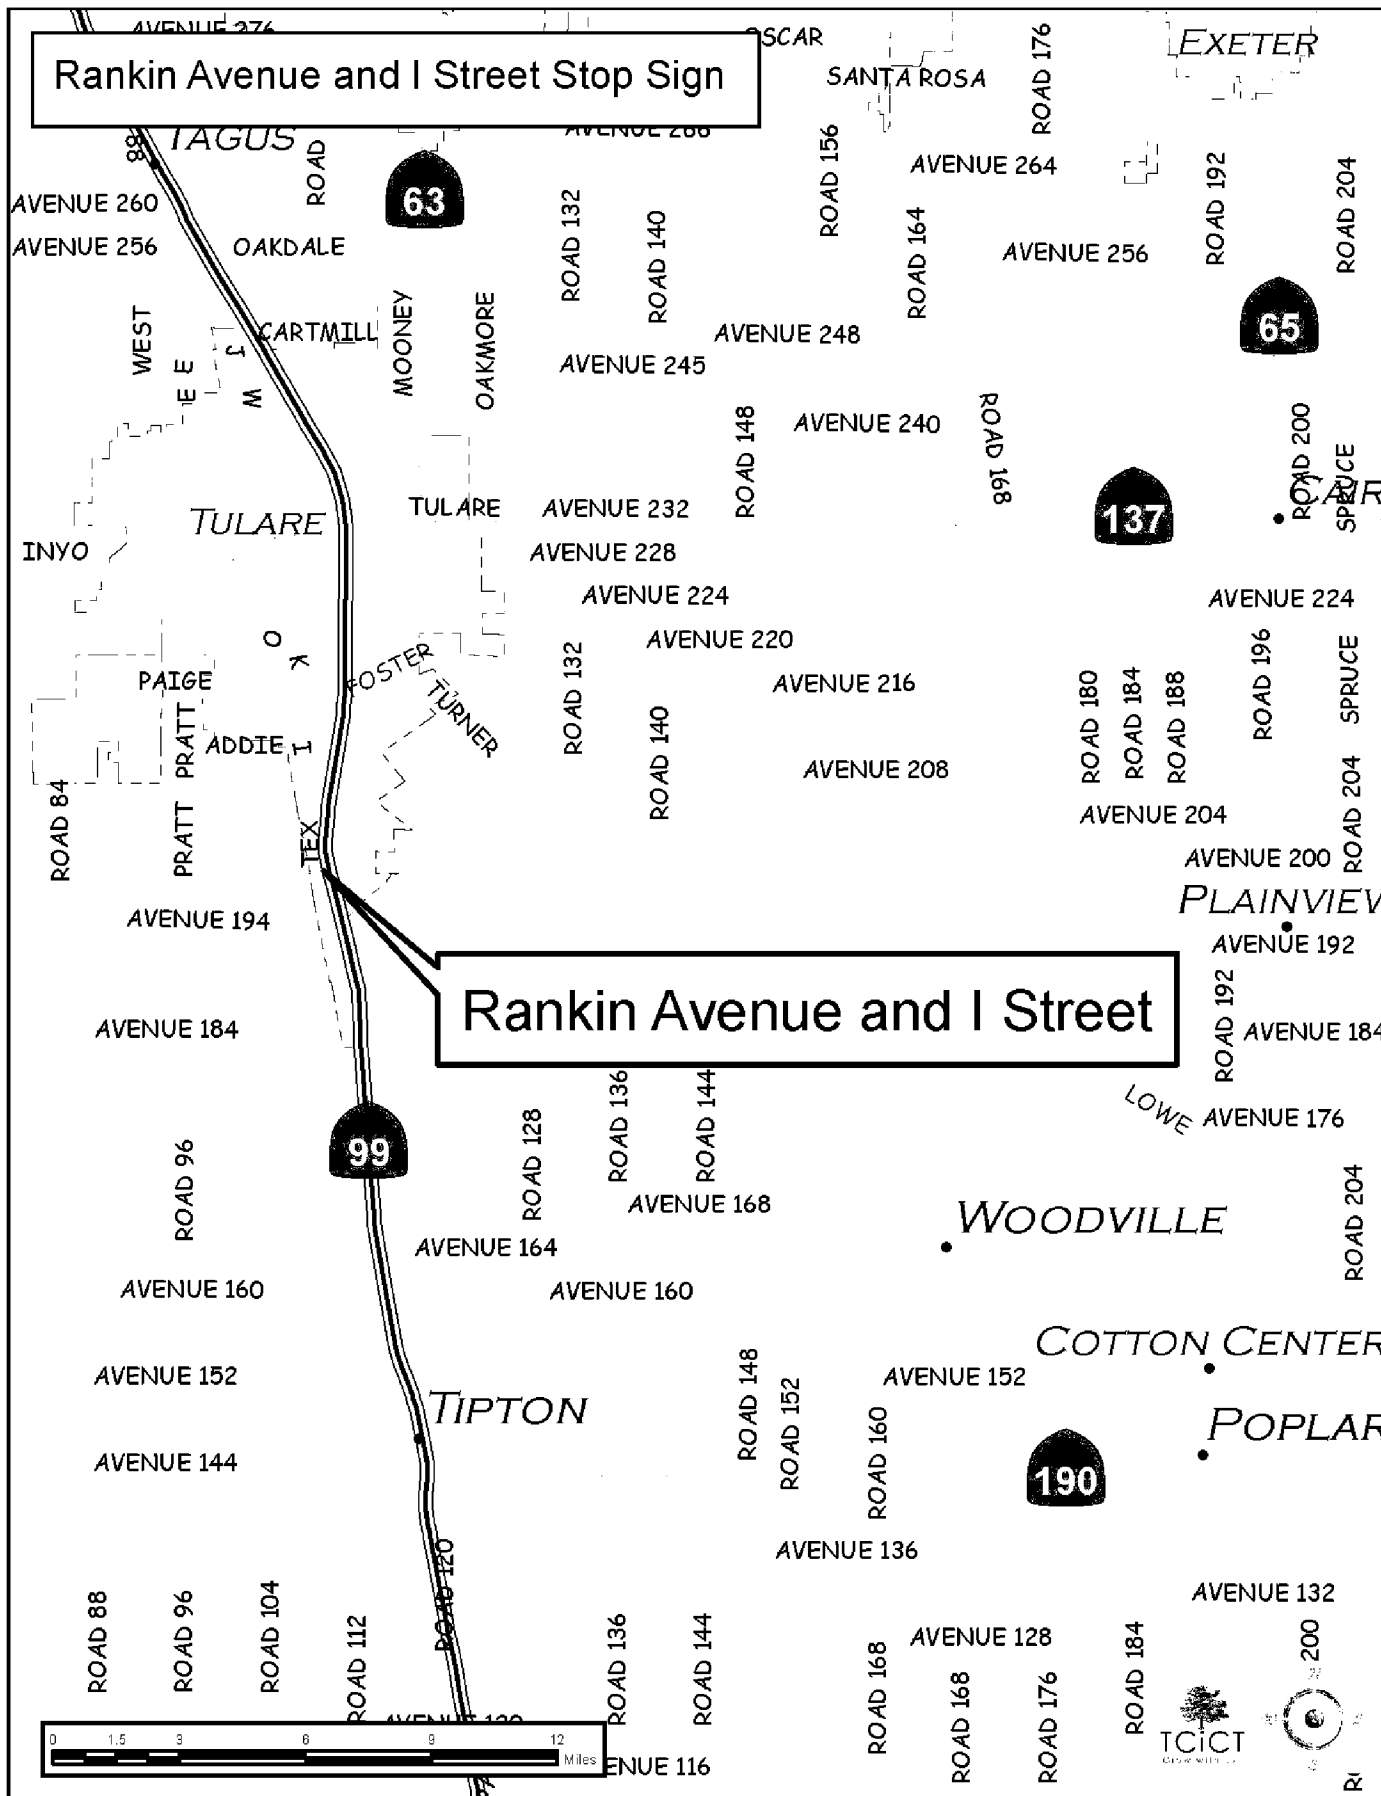 AVENUE 276
OSCAR
ROAD 176
EXETER
Rankin Avenue and I Street Stop Sign
SANTA ROSA
TAGUS
88
ROAD
63
ROAD 156
AVENUE 264
ROAD 192
ROAD 204
AVENUE 260
ROAD 132
ROAD 140
ROAD 164
AVENUE 256
OAKDALE
AVENUE 256
WEST
CARTMILL
MOONEY
OAKMORE
AVENUE 248
65
J
AVENUE 245
E
E
W
ROAD 148
AVENUE 240
ROAD 168
ROAD 200
SPRUCE
TULARE
TULARE
AVENUE 232
137
CAIR
INYO
AVENUE 228
AVENUE 224
AVENUE 224
O
K
AVENUE 220
ROAD 132
ROAD 196
SPRUCE
PAIGE
FOSTER
TURNER
AVENUE 216
ROAD 180
ROAD 184
ROAD 188
PRATT
ADDIE
I
ROAD 140
AVENUE 208
ROAD 84
PRATT
TEX
AVENUE 204
ROAD 204
AVENUE 200
PLAINVIEW
AVENUE 194
AVENUE 192
Rankin Avenue and I Street
ROAD 192
AVENUE 184
AVENUE 184
ROAD 136
ROAD 144
LOWE
AVENUE 176
99
ROAD 96
ROAD 128
AVENUE 168
WOODVILLE
ROAD 204
AVENUE 164
AVENUE 160
AVENUE 160
COTTON CENTER
AVENUE 152
ROAD 148
ROAD 152
AVENUE 152
TIPTON
POPLAR
AVENUE 144
ROAD 160
190
ROAD 120
AVENUE 136
AVENUE 132
ROAD 88
ROAD 96
ROAD 104
ROAD 112
ROAD 136
ROAD 144
ROAD 168
AVENUE 128
ROAD 168
ROAD 176
ROAD 184
200
TCiCT
Grow with us
0 1.5 3 6 9 12
Miles
ENUE 116